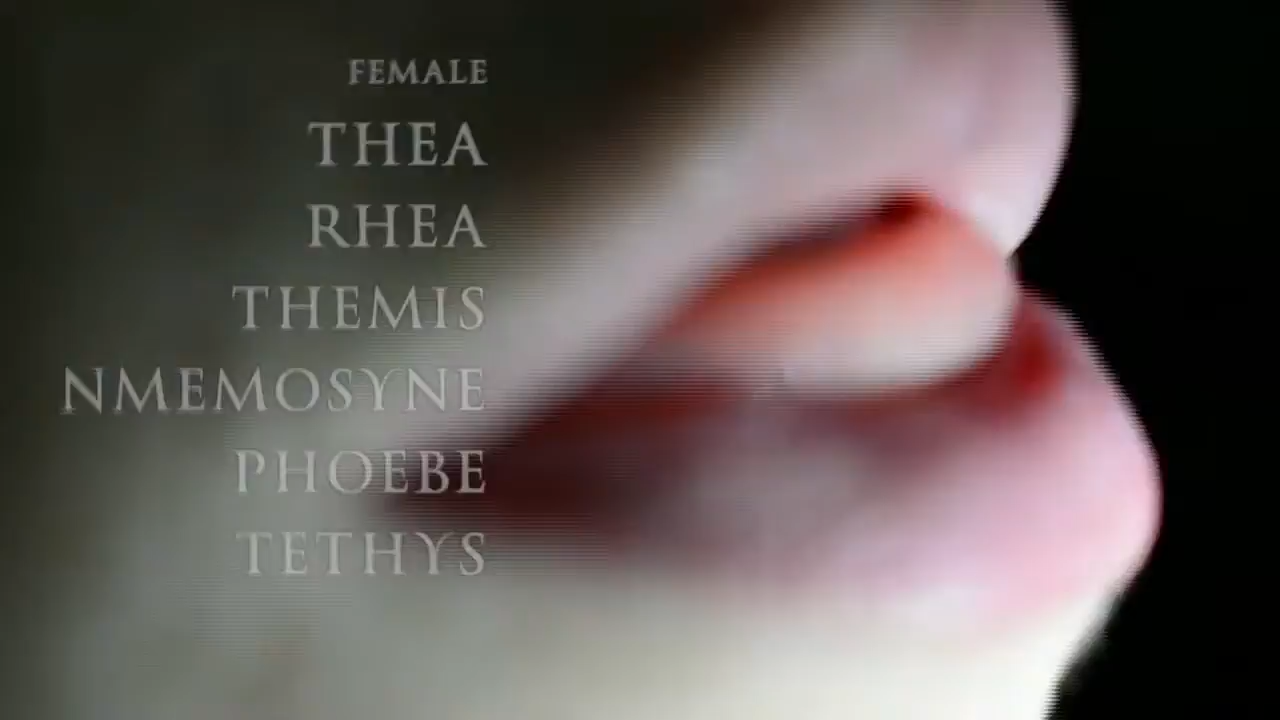 FEMALE
THEA
RHEA
THEMIS
NMEMOSYNE
PHOEBE
TETHYS